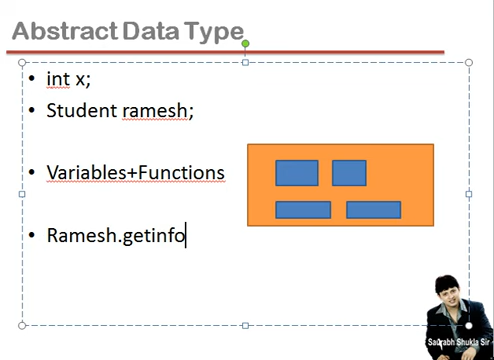 Abstract Data Type
• int x;
• Student ramesh;
• Variables+Functions
• Ramesh.getinfo
Saurabh Shukla Sir